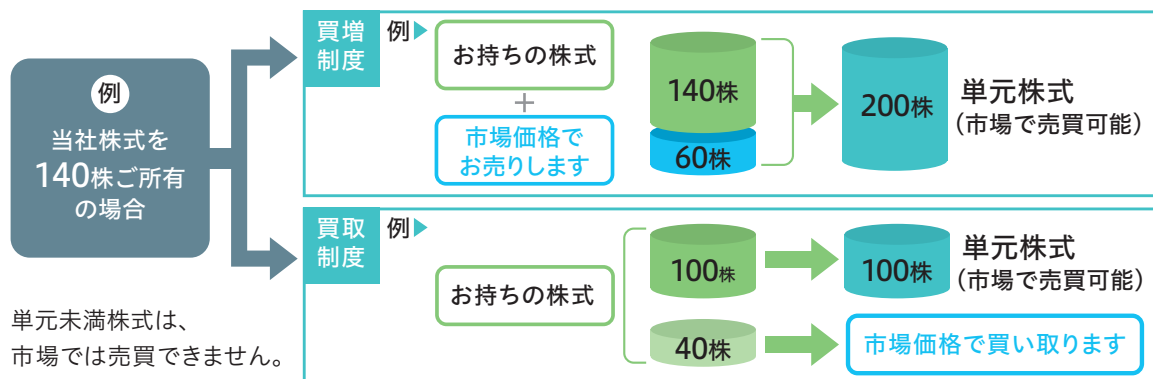 例
当社株式を
140株ご所有
の場合
単元未満株式は、
市場では売買できません。
買増
制度
例
お持ちの株式
+
市場価格で
お売りします
140株
60株
200株
単元株式
(市場で売買可能)
買取
制度
例
お持ちの株式
100株
40株
100株
単元株式
(市場で売買可能)
市場価格で買い取ります